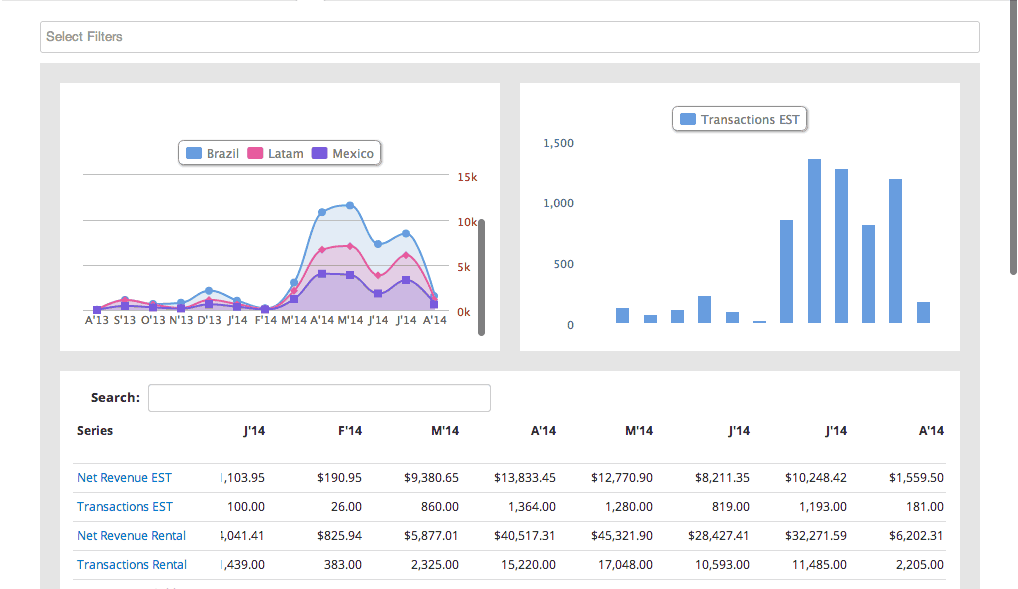 Select Filters
Brazil Latam Mexico
15k
10k
5k
0k
A'13 S'13 O'13 N'13 D'13 J'14 F'14 M'14 A'14 M'14 J'14 J'14 A'14
Transactions EST
1,500
1,000
500
0
Search:
Series J'14 F'14 M'14 A'14 M'14 J'14 J'14 A'14
Net Revenue EST ,103.95 $190.95 $9,380.65 $13,833.45 $12,770.90 $8,211.35 $10,248.42 $1,559.50
Transactions EST 100.00 26.00 860.00 1,364.00 1,280.00 819.00 1,193.00 181.00
Net Revenue Rental ,041.41 $825.94 $5,877.01 $40,517.31 $45,321.90 $28,427.41 $32,271.59 $6,202.31
Transactions Rental ,439.00 383.00 2,325.00 15,220.00 17,048.00 10,593.00 11,485.00 2,205.00